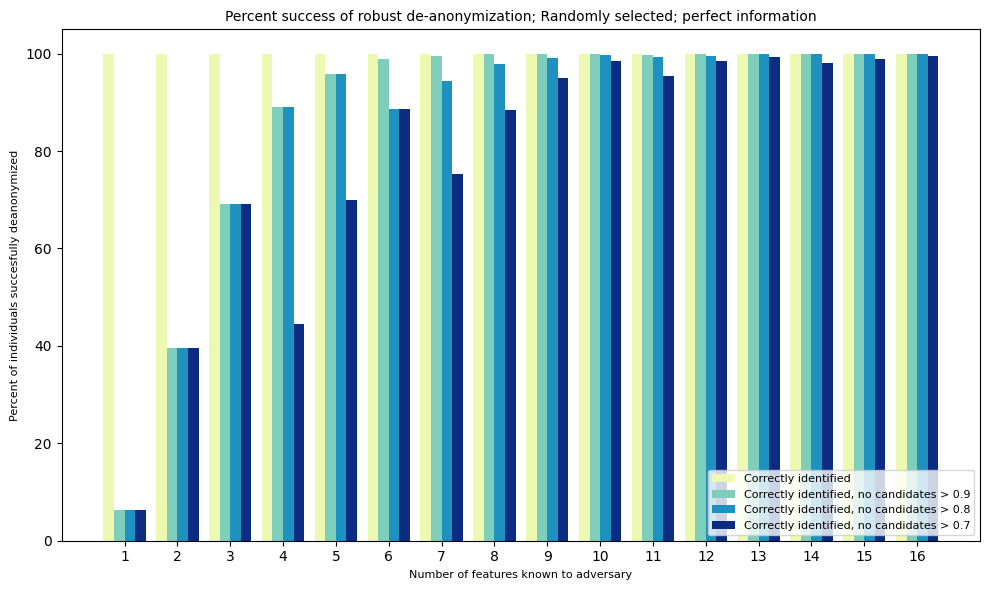 Percent success of robust de-anonymization; Randomly selected; perfect information
Percent of individuals succesfully deanonymized
100
80
60
40
20
0
1 2 3 4 5 6 7 8 9 10 11 12 13 14 15 16
Number of features known to adversary
Correctly identified
Correctly identified, no candidates > 0.9
Correctly identified, no candidates > 0.8
Correctly identified, no candidates > 0.7